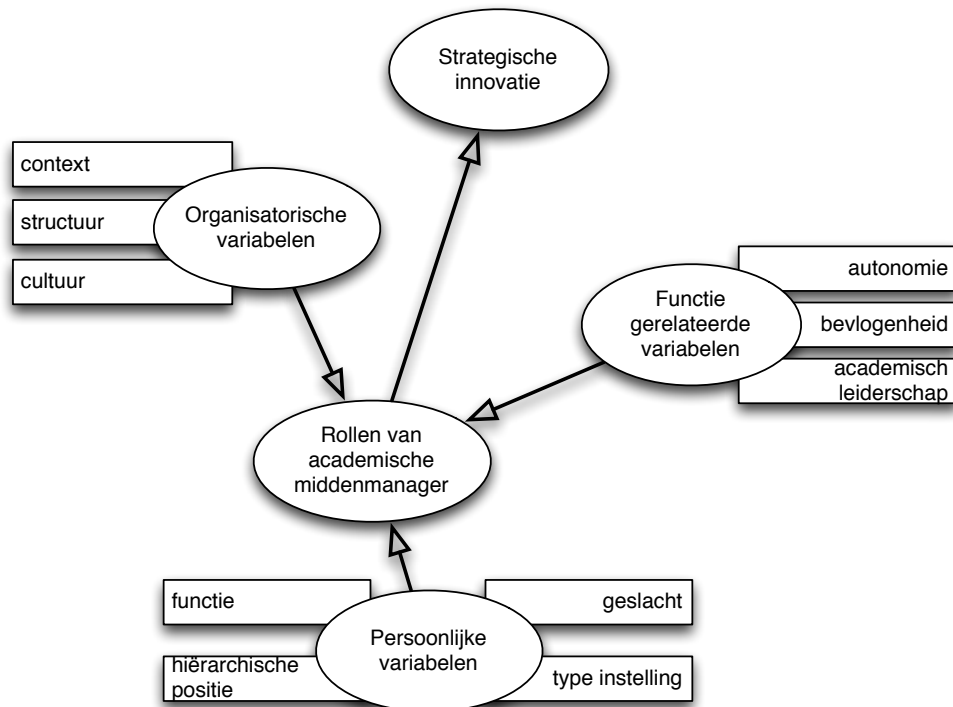 Strategische
innovatie
context
structuur
cultuur
Organisatorische
variabelen
Functie
gerelateerde
variabelen
autonomie
bevlogenheid
academisch
leiderschap
Rollen van
academische
middenmanager
functie
hiërarchische
positie
Persoonlijke
variabelen
geslacht
type instelling